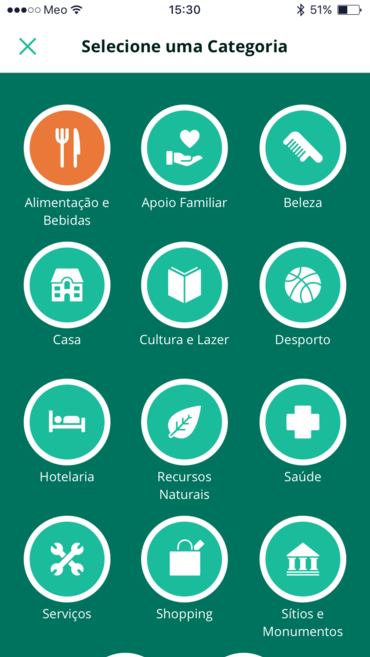 Meo 15:30 51%
Selecione uma Categoria
Alimentação e
Bebidas
Apoio Familiar
Beleza
Casa
Cultura e Lazer
Desporto
Hotelaria
Recursos
Naturais
Saúde
Serviços
Shopping
Sítios e
Monumentos